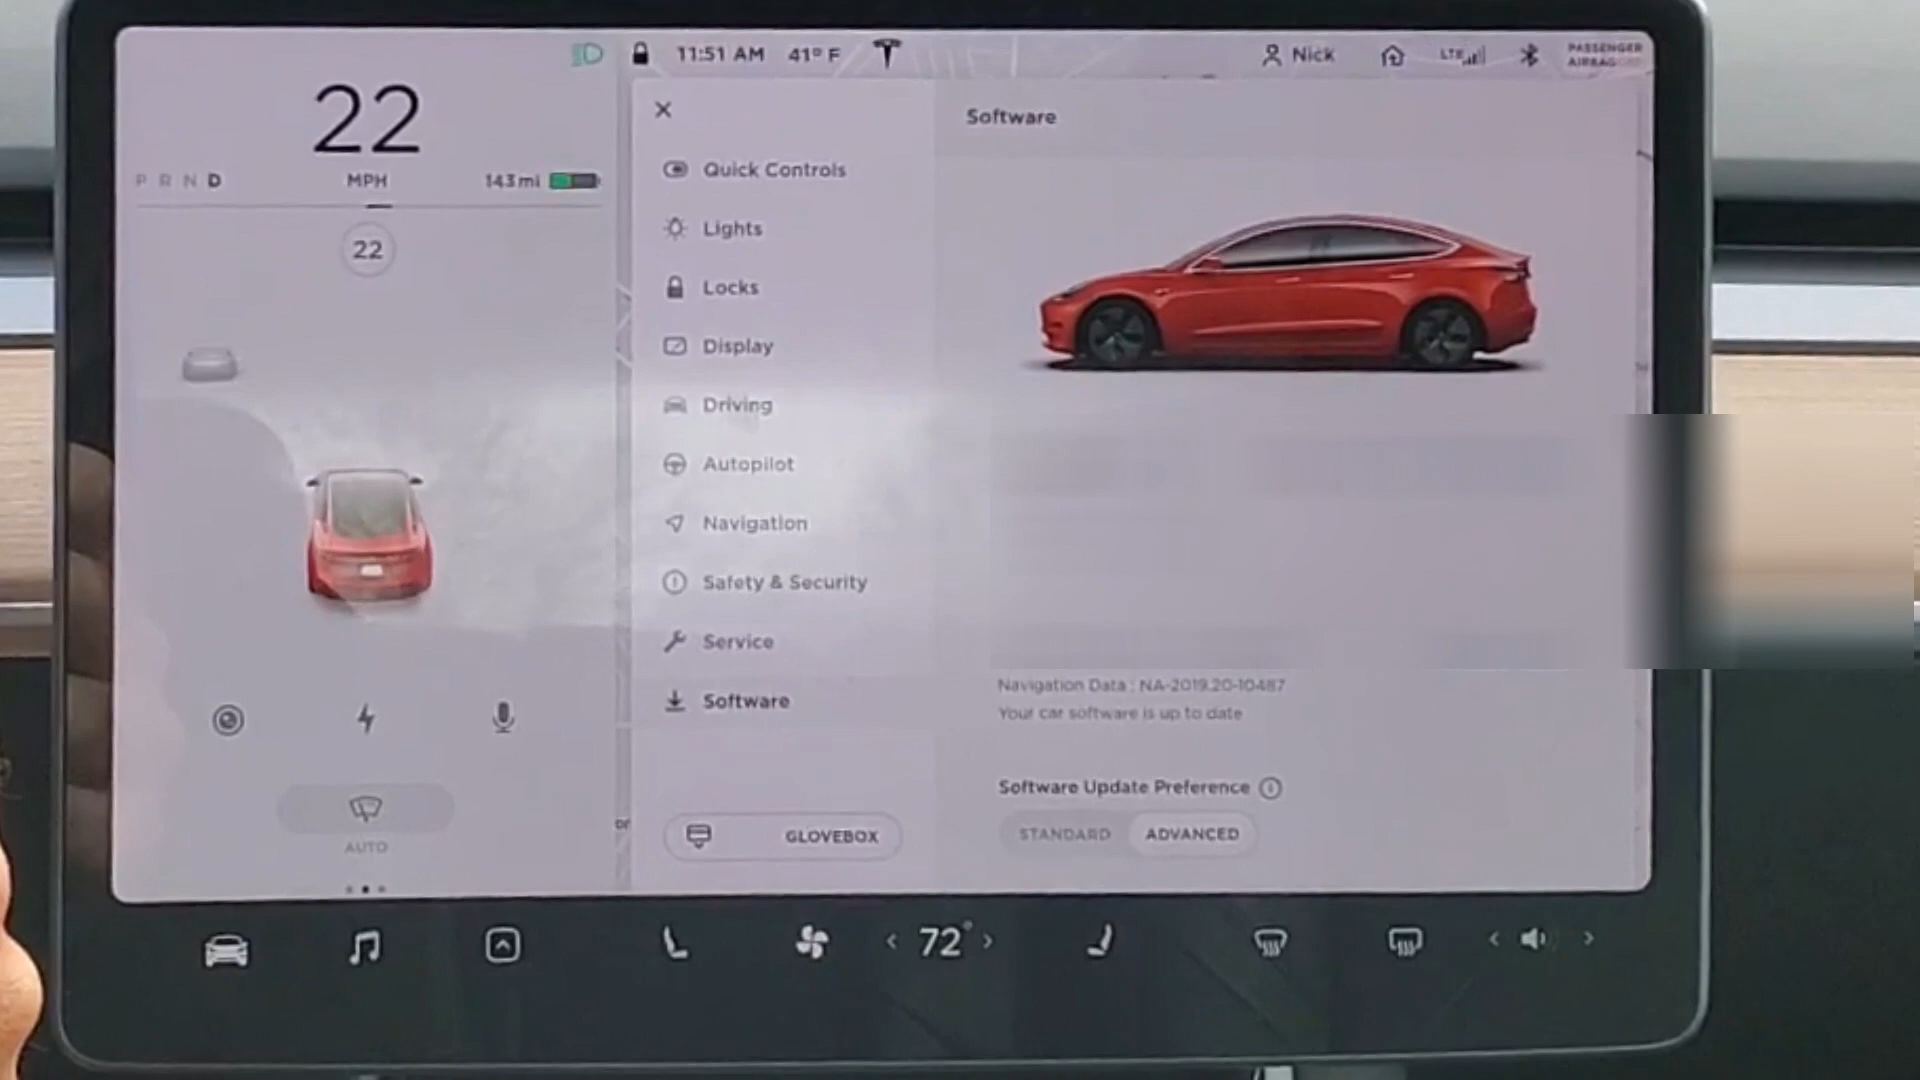 11:51 AM 41° F
Nick
LTE
PASSENGER
AIRBAG
22
P R N D
MPH
143 mi
22
AUTO
Quick Controls
Lights
Locks
Display
Driving
Autopilot
Navigation
Safety & Security
Service
Software
GLOVEBOX
Software
Navigation Data : NA-2019.20-10487
Your car software is up to date
Software Update Preference
STANDARD ADVANCED
or
72°